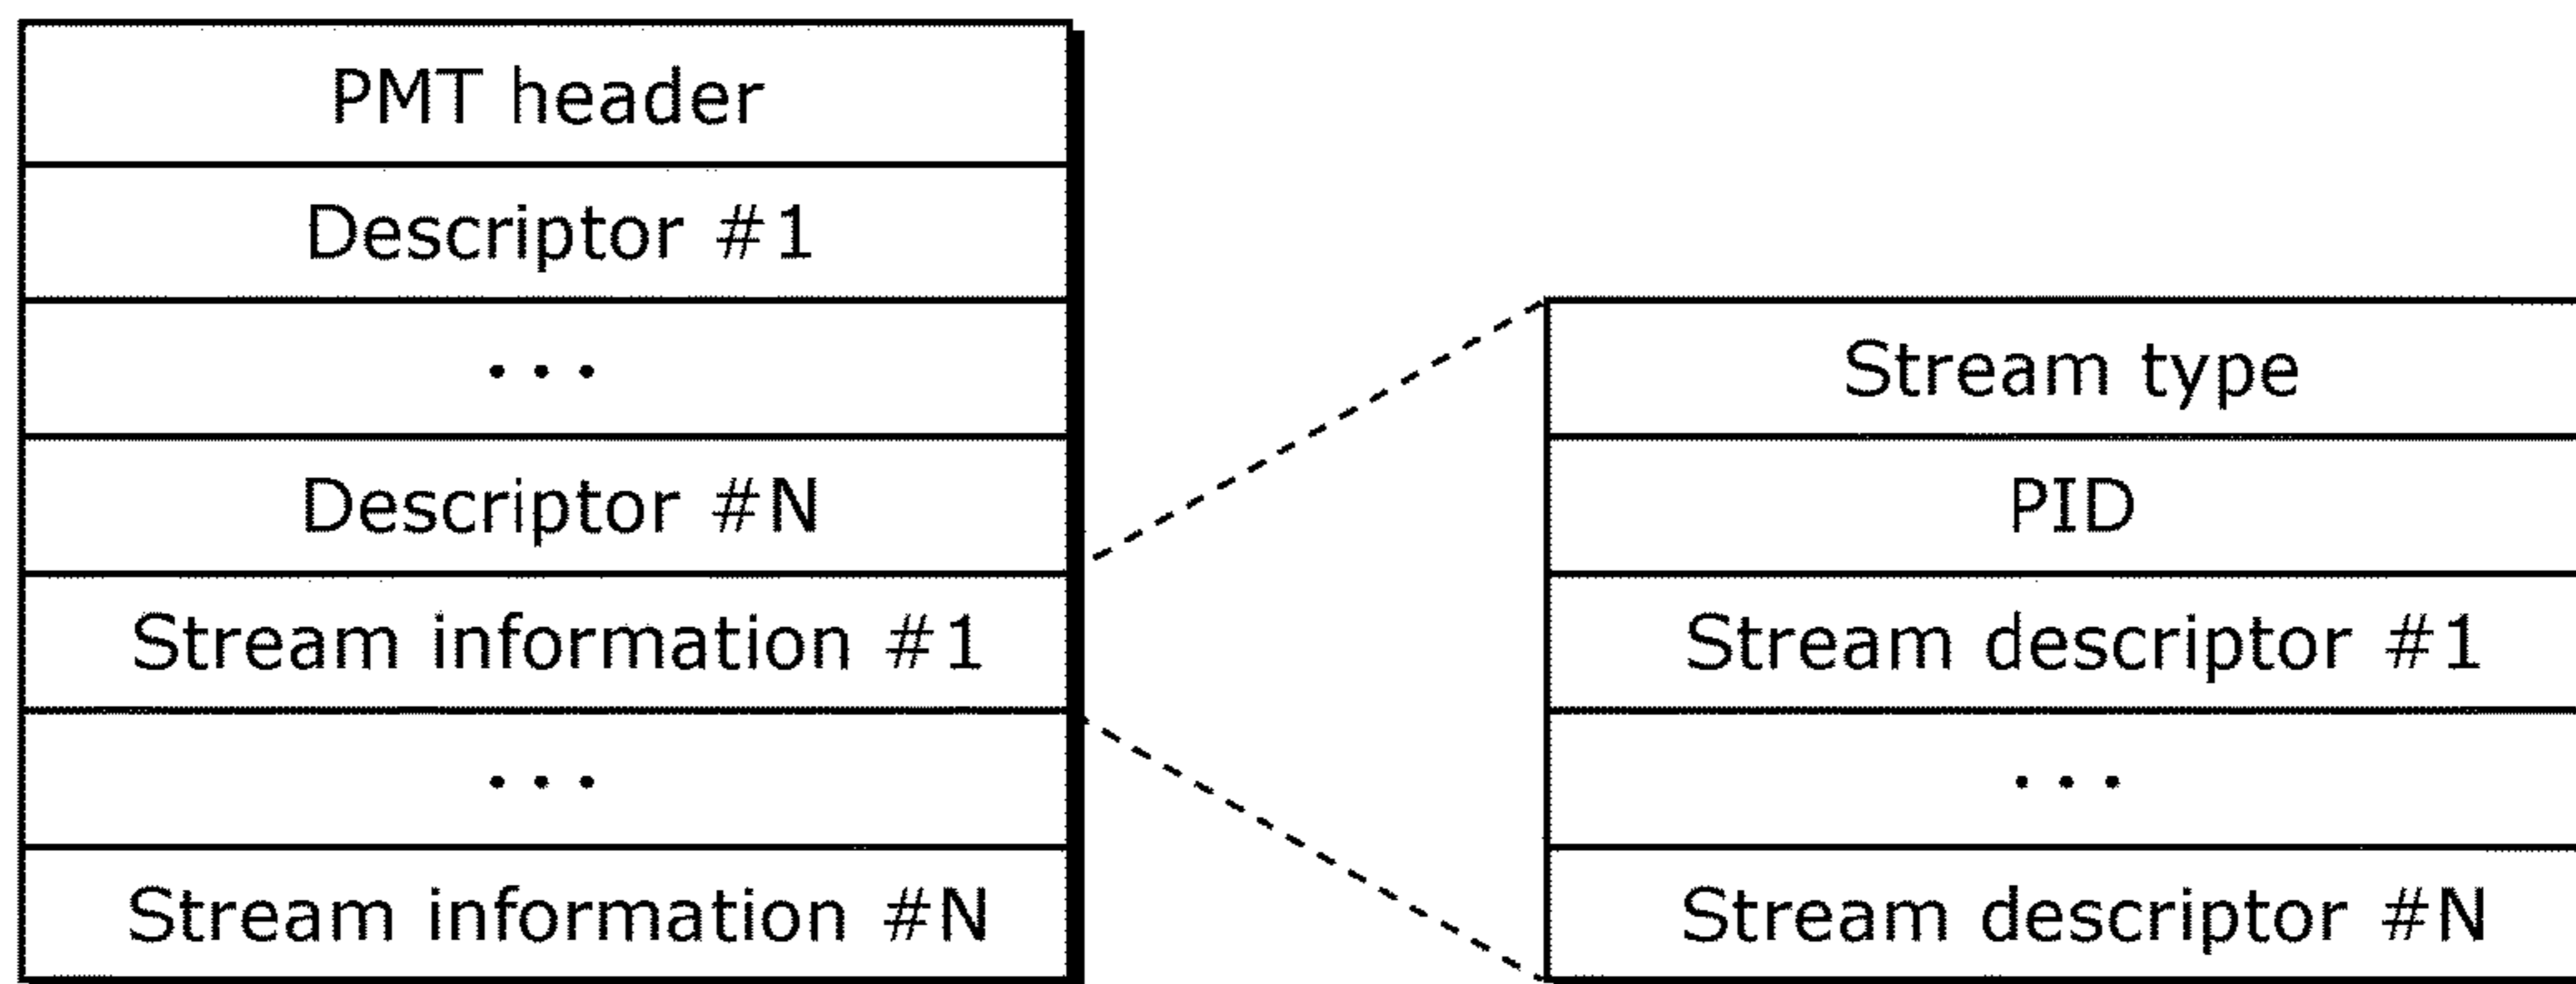 PMT header
Descriptor #1
...
Descriptor #N
Stream information #1
...
Stream information #N
Stream type
PID
Stream descriptor #1
...
Stream descriptor #N